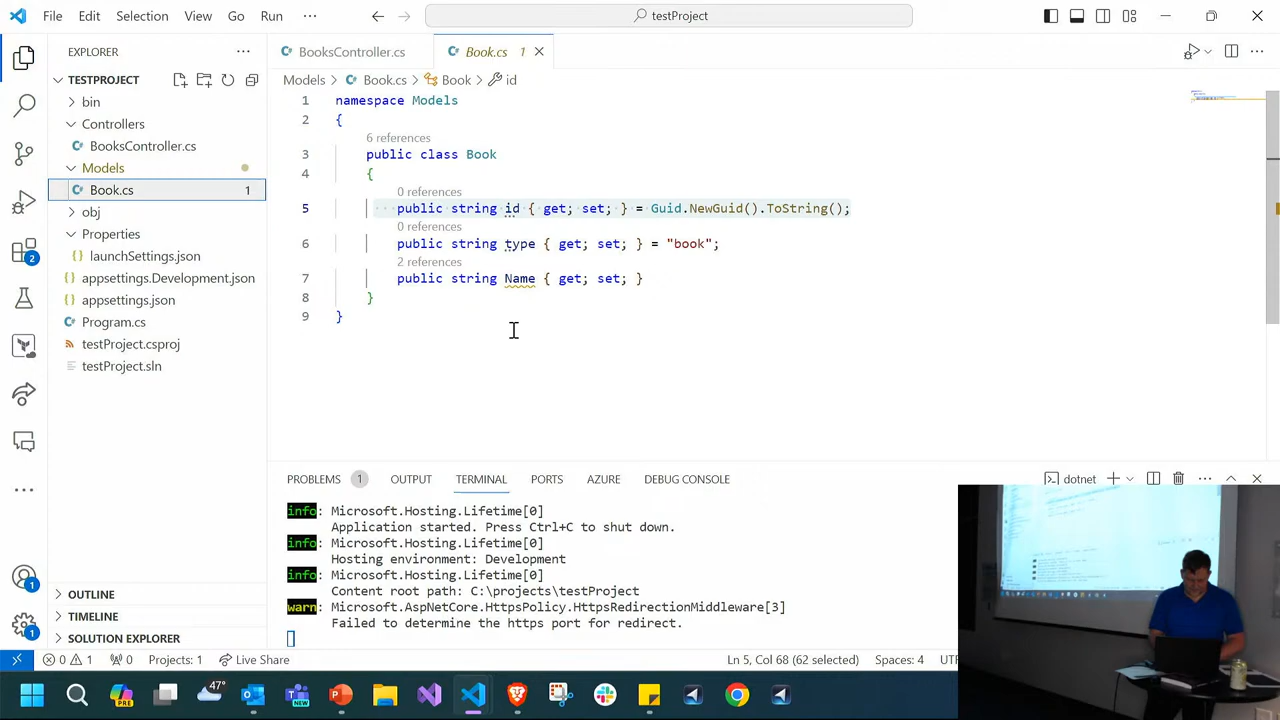 File Edit Selection View Go Run ··· testProject
EXPLORER ···
BooksController.cs
Book.cs 1
TESTPROJECT
Models > Book.cs > Book > id
bin
Controllers
BooksController.cs
Models
Book.cs 1
obj
Properties
launchSettings.json
appsettings.Development.json
appsettings.json
Program.cs
testProject.csproj
testProject.sln
OUTLINE
TIMELINE
SOLUTION EXPLORER
1 namespace Models
2 {
6 references
3 public class Book
4 {
0 references
5 public string id { get; set; } = Guid.NewGuid().ToString();
0 references
6 public string type { get; set; } = "book";
2 references
7 public string Name { get; set; }
8 }
9 }
PROBLEMS 1 OUTPUT TERMINAL PORTS AZURE DEBUG CONSOLE
dotnet
info: Microsoft.Hosting.Lifetime[0]
Application started. Press Ctrl+C to shut down.
info: Microsoft.Hosting.Lifetime[0]
Hosting environment: Development
info: Microsoft.Hosting.Lifetime[0]
Content root path: C:\projects\testProject
warn: Microsoft.AspNetCore.HttpsPolicy.HttpsRedirectionMiddleware[3]
Failed to determine the https port for redirect.
2
1
1
0 1 0 Projects: 1 Live Share Ln 5, Col 68 (62 selected) Spaces: 4 UTF
PRE 47° NEW